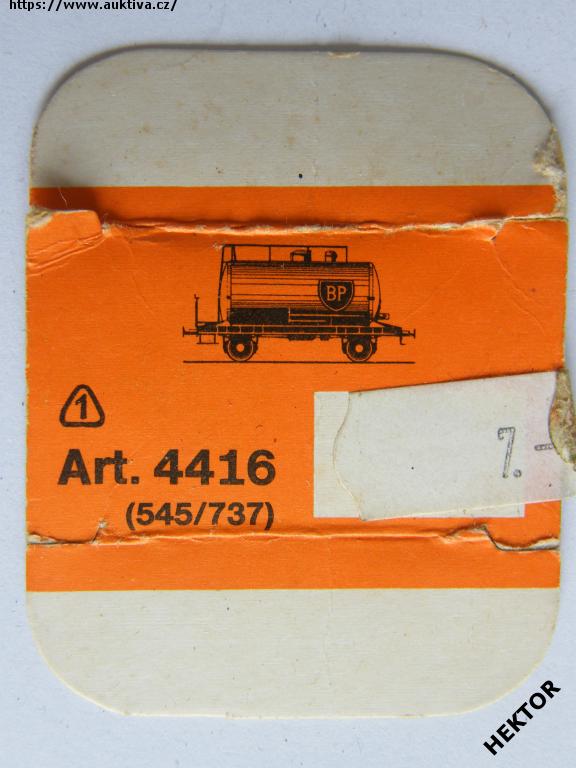 https://www.auktiva.cz/
BP
1
7.-
Art. 4416
(545/737)
HEKTOR